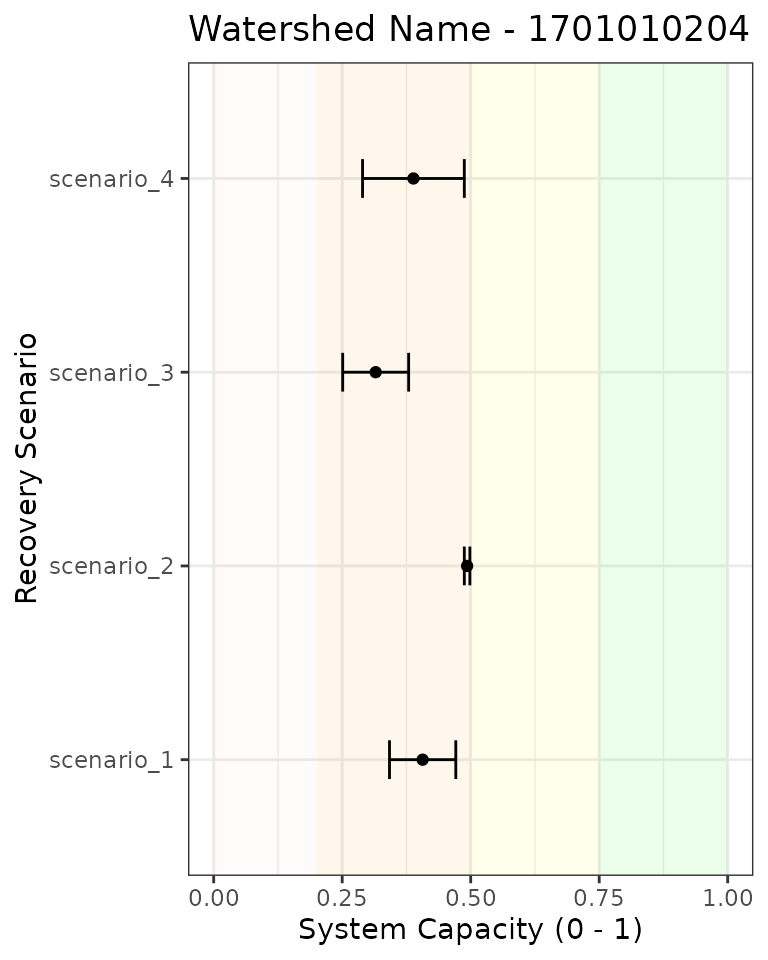 Watershed Name - 1701010204
Recovery Scenario
scenario_4
scenario_3
scenario_2
scenario_1
0.00 0.25 0.50 0.75 1.00
System Capacity (0 - 1)